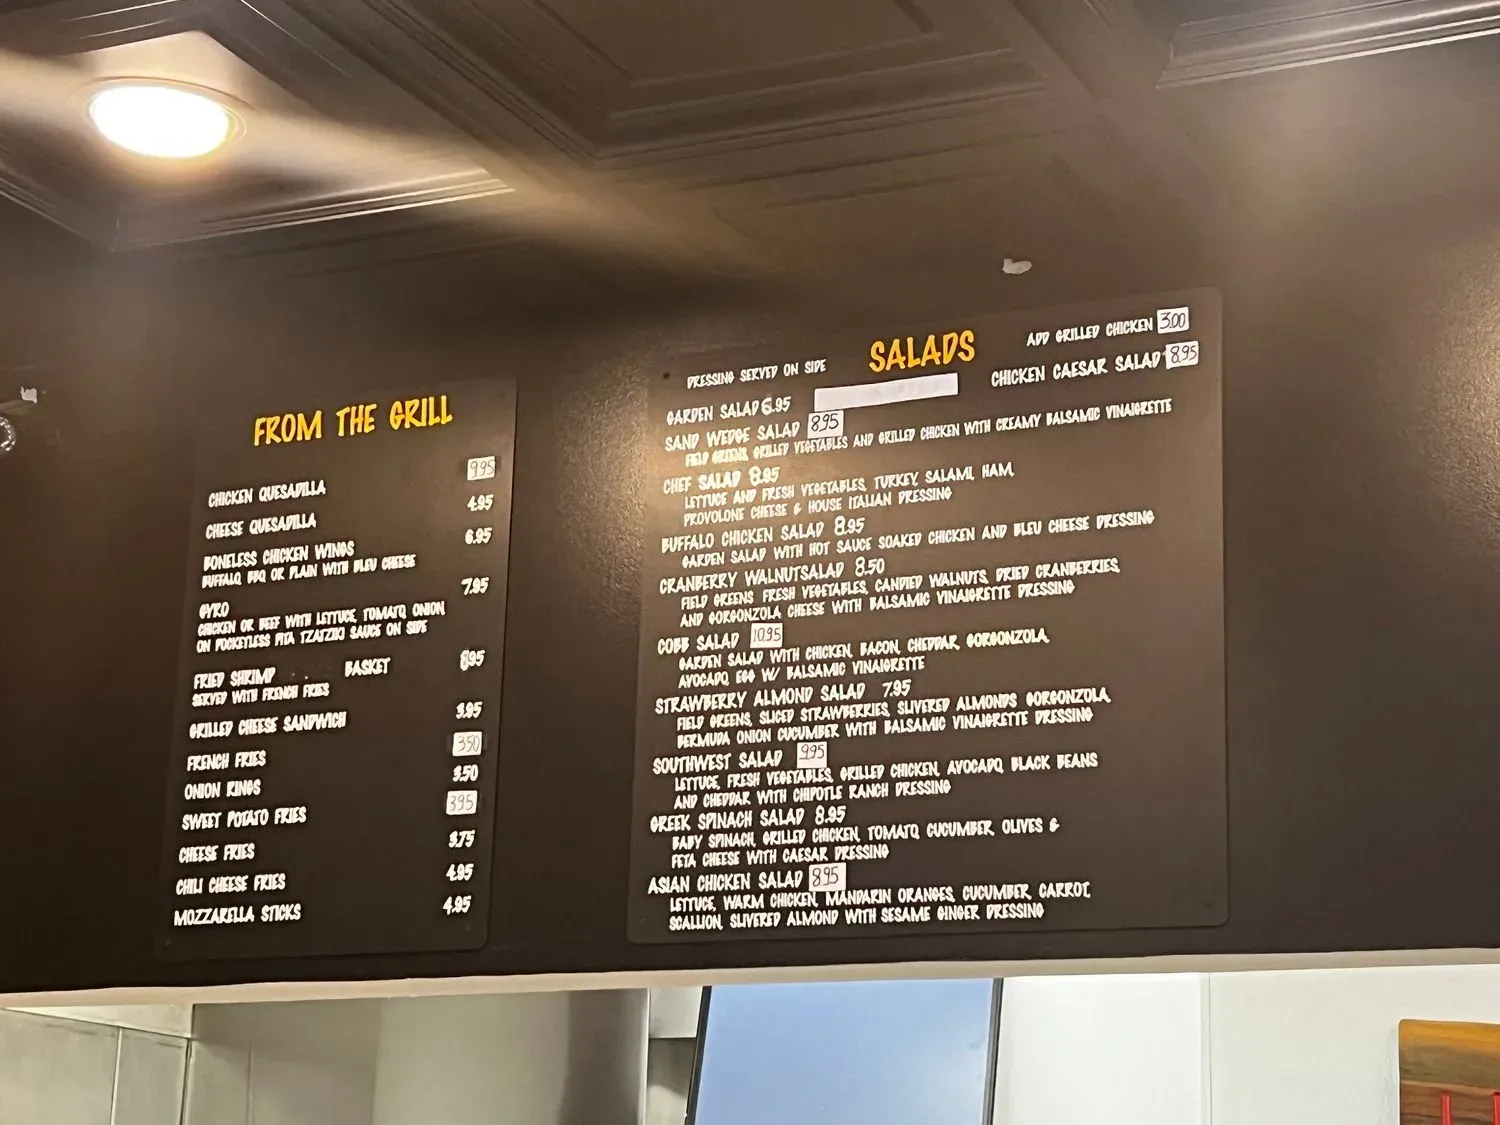 FROM THE GRILL
CHICKEN QUESADILLA 9.95
CHEESE QUESADILLA 4.95
BONELESS CHICKEN WINGS 6.95
BUFFALO, BBQ OR PLAIN WITH BLEU CHEESE
GYRO 7.95
CHICKEN OR BEEF WITH LETTUCE, TOMATO, ONION
ON POCKETLESS PITA TZATZIKI SAUCE ON SIDE
FRIED SHRIMP BASKET 8.95
SERVED WITH FRENCH FRIES
GRILLED CHEESE SANDWICH 3.95
FRENCH FRIES 3.50
ONION RINGS 3.50
SWEET POTATO FRIES 3.95
CHEESE FRIES 3.75
CHILI CHEESE FRIES 4.95
MOZZARELLA STICKS 4.95
DRESSING SERVED ON SIDE
SALADS
ADD GRILLED CHICKEN 3.00
CHICKEN CAESAR SALAD 8.95
GARDEN SALAD 6.95
SAND WEDGE SALAD 8.95
FIELD GREENS, GRILLED VEGETABLES AND GRILLED CHICKEN WITH CREAMY BALSAMIC VINAIGRETTE
CHEF SALAD 8.95
LETTUCE AND FRESH VEGETABLES, TURKEY, SALAMI, HAM,
PROVOLONE CHEESE & HOUSE ITALIAN DRESSING
BUFFALO CHICKEN SALAD 8.95
GARDEN SALAD WITH HOT SAUCE SOAKED CHICKEN AND BLEU CHEESE DRESSING
CRANBERRY WALNUTSALAD 8.50
FIELD GREENS FRESH VEGETABLES, CANDIED WALNUTS, DRIED CRANBERRIES,
AND GORGONZOLA CHEESE WITH BALSAMIC VINAIGRETTE DRESSING
COBB SALAD 10.95
GARDEN SALAD WITH CHICKEN, BACON, CHEDDAR, GORGONZOLA,
AVOCADO, EGG W/ BALSAMIC VINAIGRETTE
STRAWBERRY ALMOND SALAD 7.95
FIELD GREENS, SLICED STRAWBERRIES, SLIVERED ALMONDS GORGONZOLA,
BERMUDA ONION CUCUMBER WITH BALSAMIC VINAIGRETTE DRESSING
SOUTHWEST SALAD 9.95
LETTUCE, FRESH VEGETABLES, GRILLED CHICKEN, AVOCADO, BLACK BEANS
AND CHEDDAR WITH CHIPOTLE RANCH DRESSING
GREEK SPINACH SALAD 8.95
BABY SPINACH, GRILLED CHICKEN, TOMATO, CUCUMBER, OLIVES &
FETA CHEESE WITH CAESAR DRESSING
ASIAN CHICKEN SALAD 8.95
LETTUCE, WARM CHICKEN, MANDARIN ORANGES, CUCUMBER, CARROT,
SCALLION, SLIVERED ALMOND WITH SESAME GINGER DRESSING